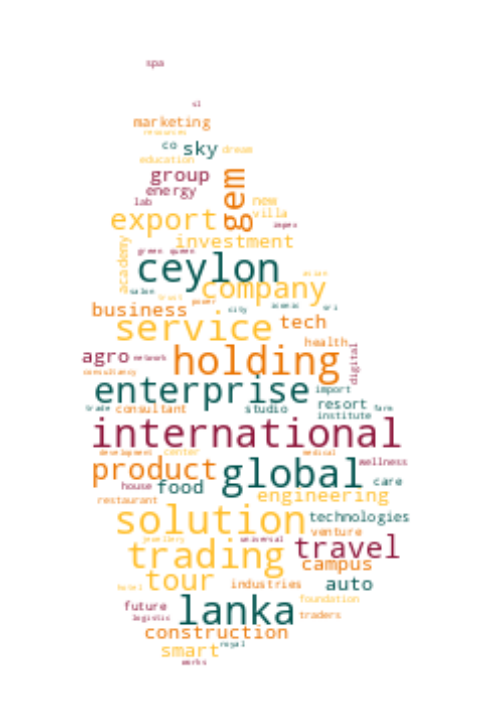 spa
sl
marketing
resources
co sky dream
education
group gem
energy
lab new
export villa
impex
academy investment
green queen
ceylon asian
salon company
trust power
business city iconic sri
service tech
health
agro network holding digital
consultancy
enterprise import
trade consultant studio resort farm
institute
international
development center medical
product global wellness
house food care
restaurant engineering
solution technologies
jewellery universal venture
trading travel
campus
tour industries auto
hotel
future lanka foundation
logistic traders
construction
smart royal
works